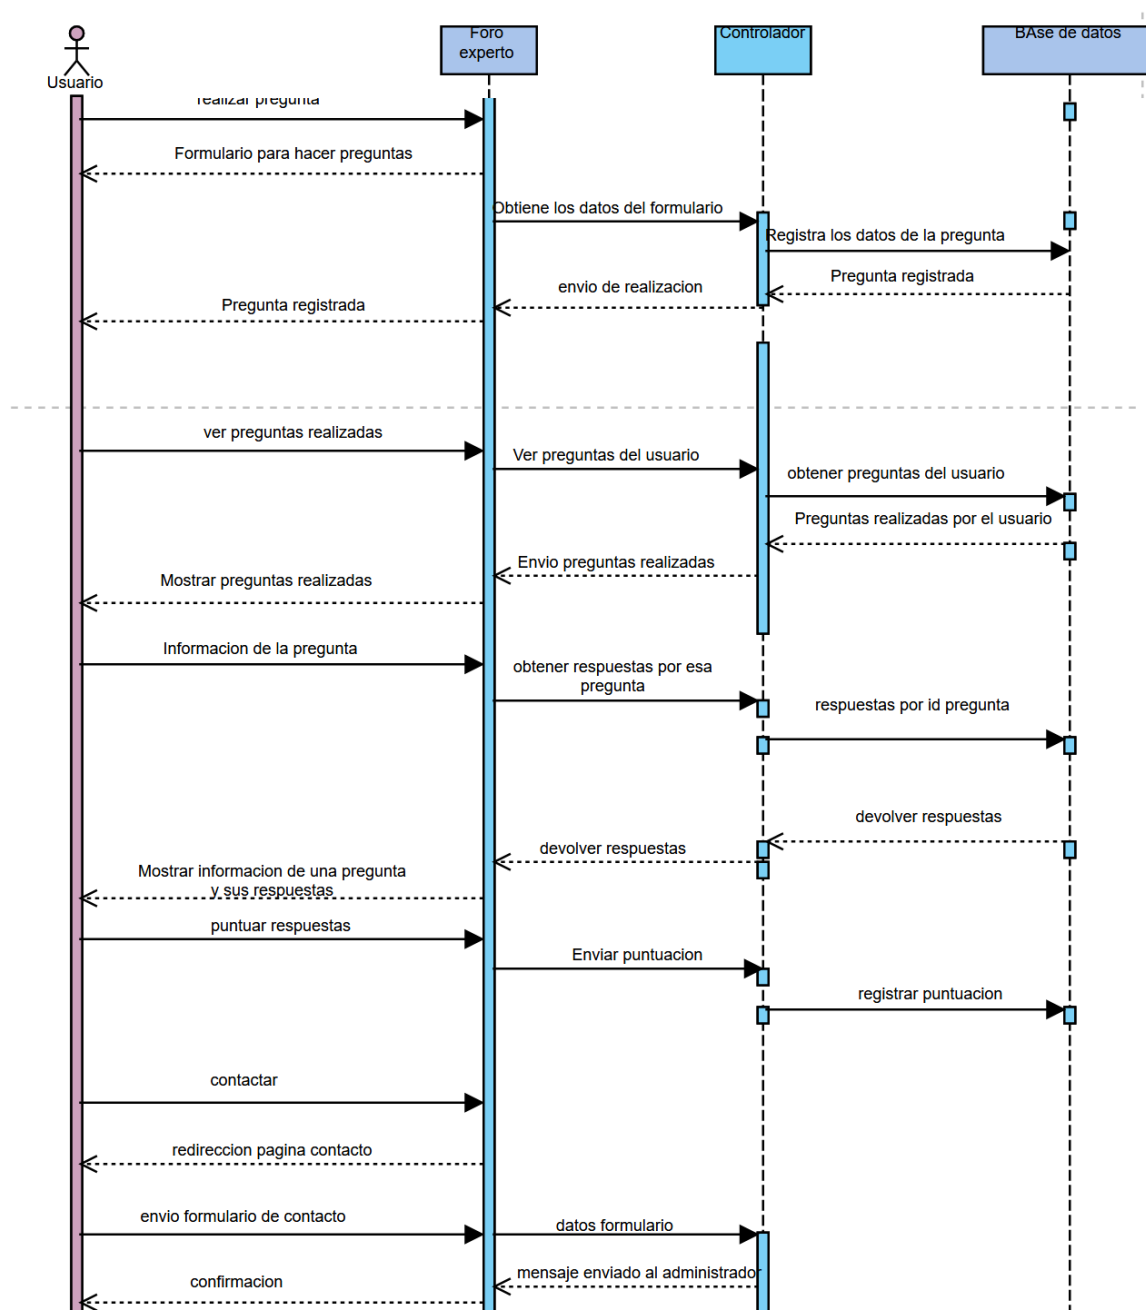 Foro
experto
Controlador
BAse de datos
Usuario
realizar pregunta
Formulario para hacer preguntas
Obtiene los datos del formulario
Registra los datos de la pregunta
Pregunta registrada
envio de realizacion
Pregunta registrada
ver preguntas realizadas
Ver preguntas del usuario
obtener preguntas del usuario
Preguntas realizadas por el usuario
Envio preguntas realizadas
Mostrar preguntas realizadas
Informacion de la pregunta
obtener respuestas por esa
pregunta
respuestas por id pregunta
devolver respuestas
devolver respuestas
Mostrar informacion de una pregunta
y sus respuestas
puntuar respuestas
Enviar puntuacion
registrar puntuacion
contactar
redireccion pagina contacto
envio formulario de contacto
datos formulario
mensaje enviado al administrador
confirmacion